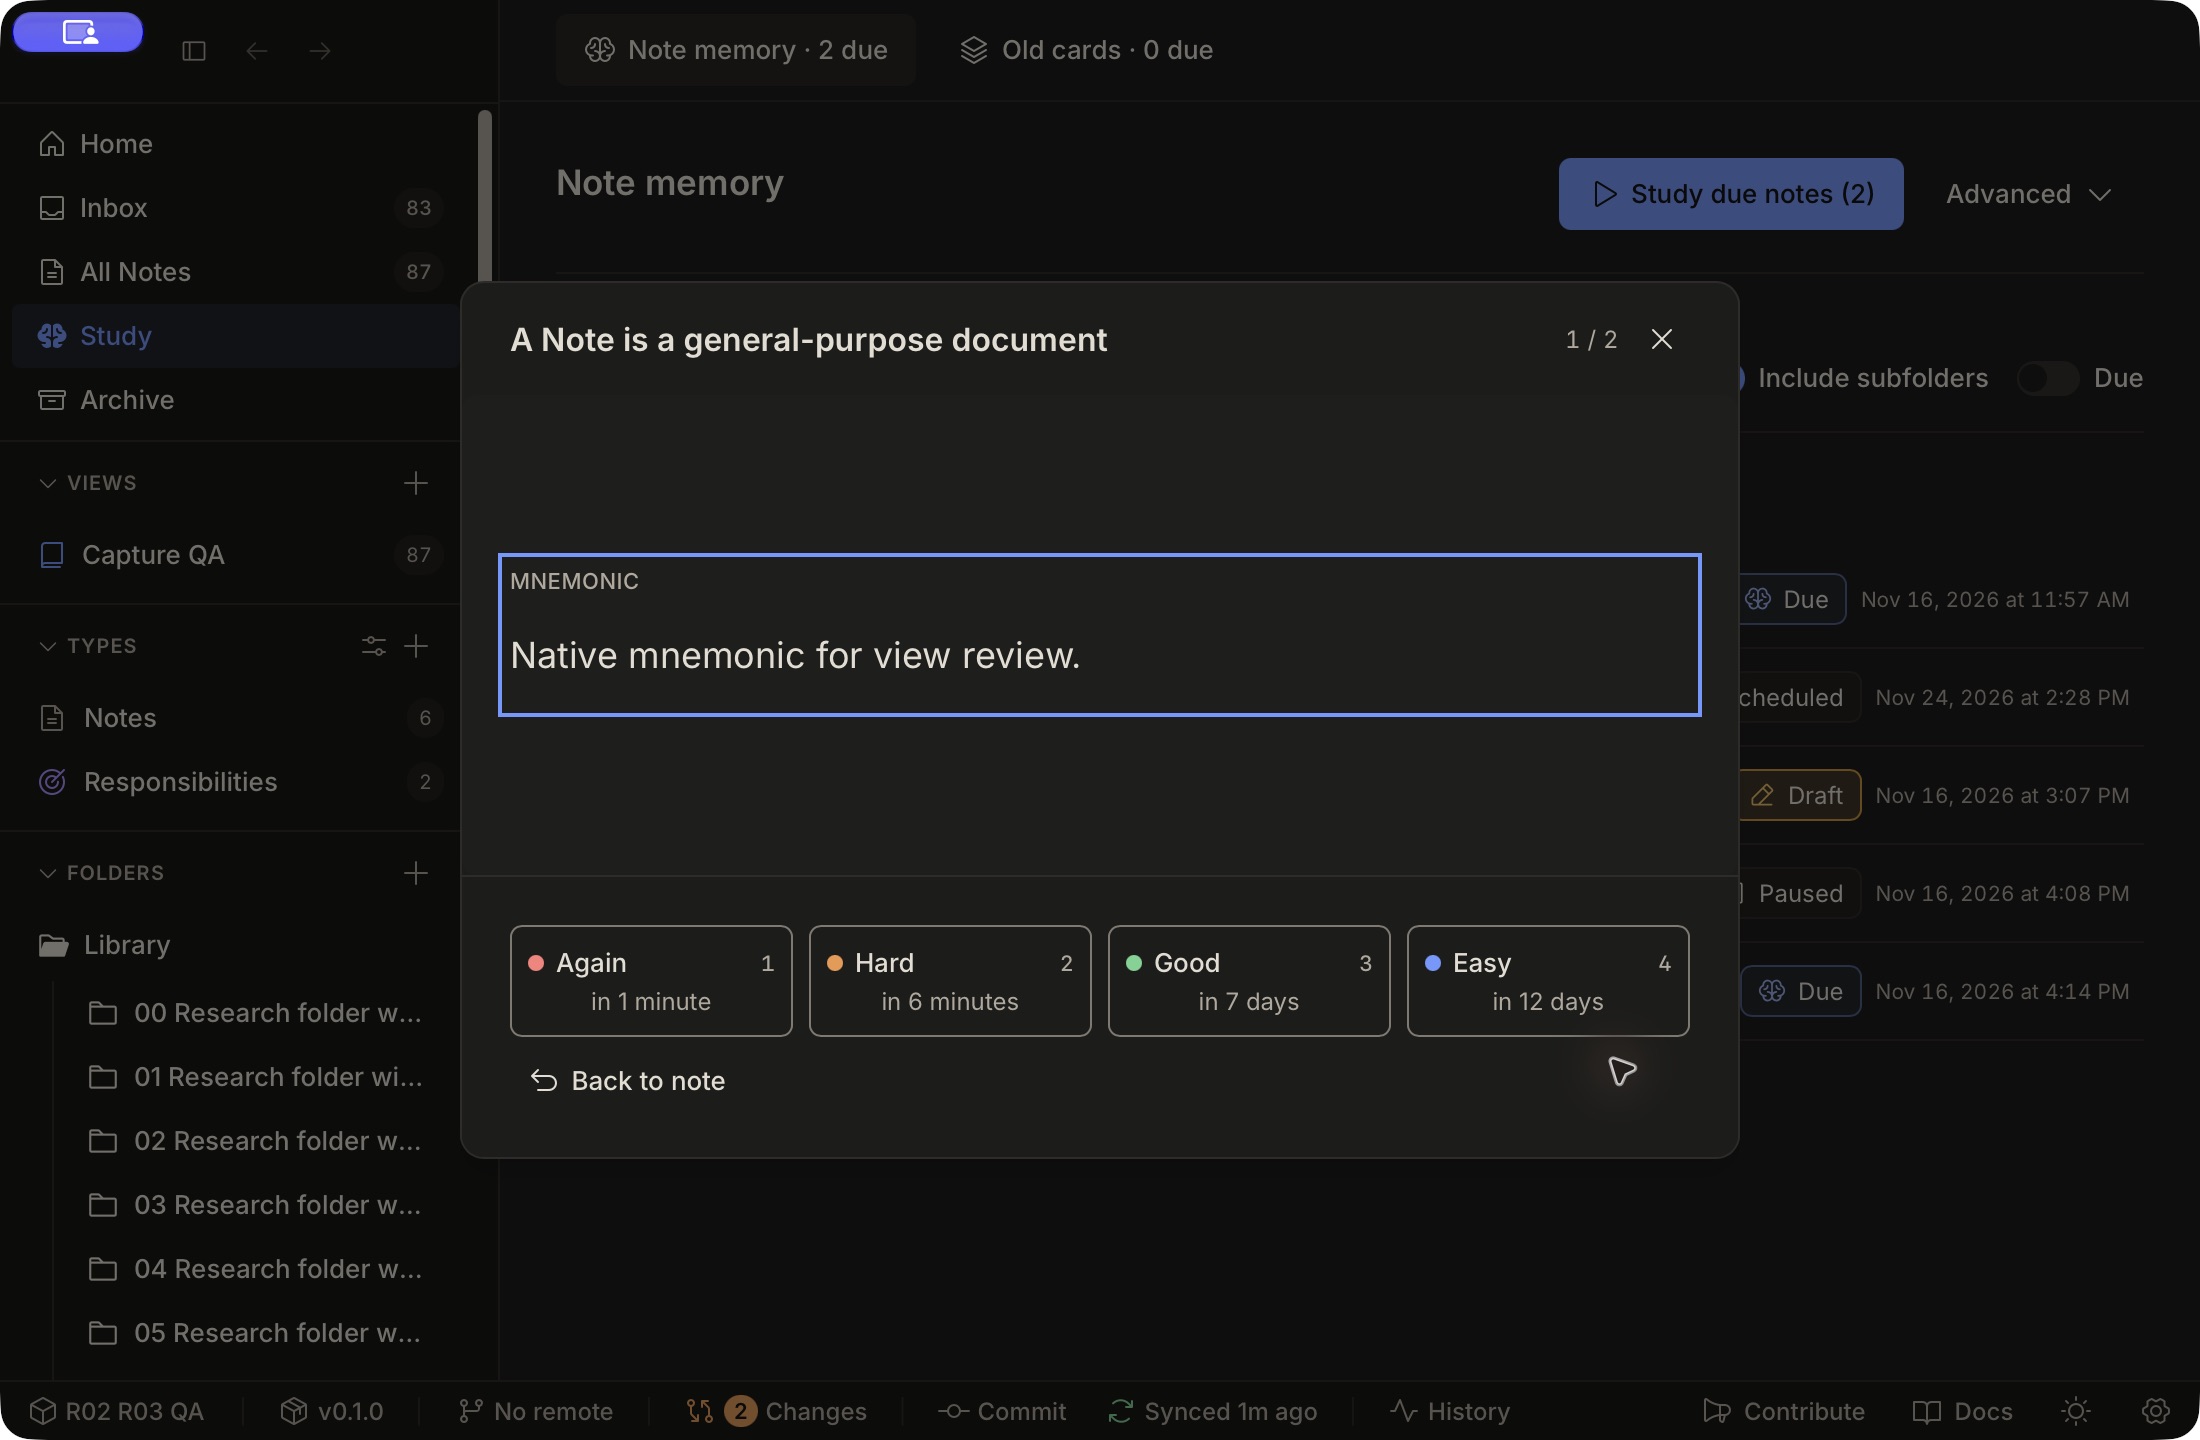 Note memory · 2 due
Old cards · 0 due
Home
Inbox 83
All Notes 87
Study
Archive
VIEWS
Capture QA 87
TYPES
Notes 6
Responsibilities 2
FOLDERS
Library
00 Research folder w...
01 Research folder wi...
02 Research folder w...
03 Research folder w...
04 Research folder w...
05 Research folder w...
Note memory
Study due notes (2)
Advanced
Include subfolders
Due
Due Nov 16, 2026 at 11:57 AM
cheduled Nov 24, 2026 at 2:28 PM
Draft Nov 16, 2026 at 3:07 PM
Paused Nov 16, 2026 at 4:08 PM
Due Nov 16, 2026 at 4:14 PM
A Note is a general-purpose document
1 / 2
MNEMONIC
Native mnemonic for view review.
Again 1
in 1 minute
Hard 2
in 6 minutes
Good 3
in 7 days
Easy 4
in 12 days
Back to note
R02 R03 QA
v0.1.0
No remote
2 Changes
Commit
Synced 1m ago
History
Contribute
Docs